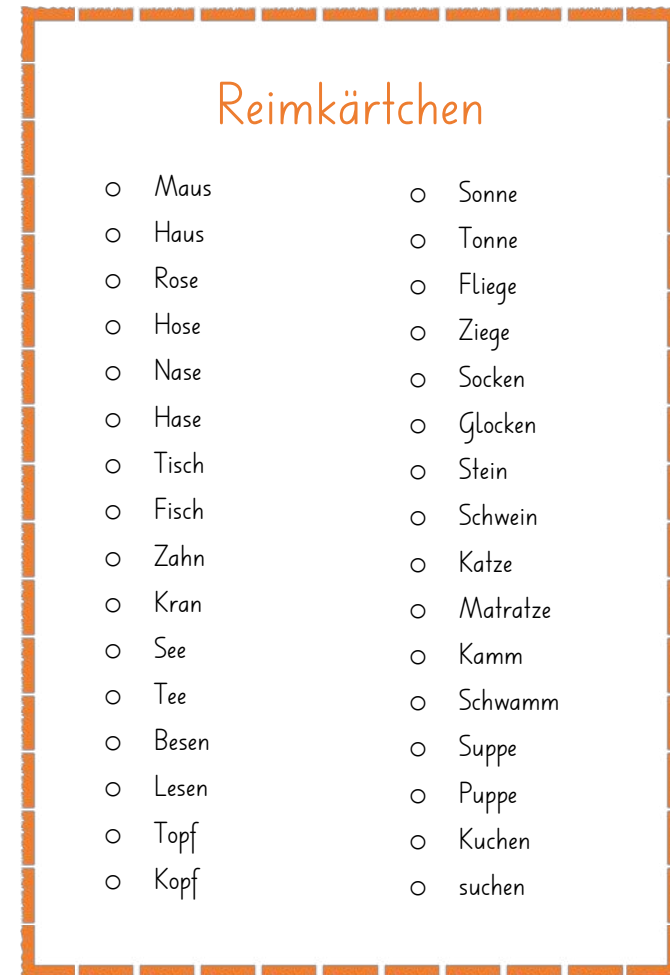 Reimkärtchen
Maus
Haus
Rose
Hose
Nase
Hase
Tisch
Fisch
Zahn
Kran
See
Tee
Besen
Lesen
Topf
Kopf
Sonne
Tonne
Fliege
Ziege
Socken
Glocken
Stein
Schwein
Katze
Matratze
Kamm
Schwamm
Suppe
Puppe
Kuchen
suchen